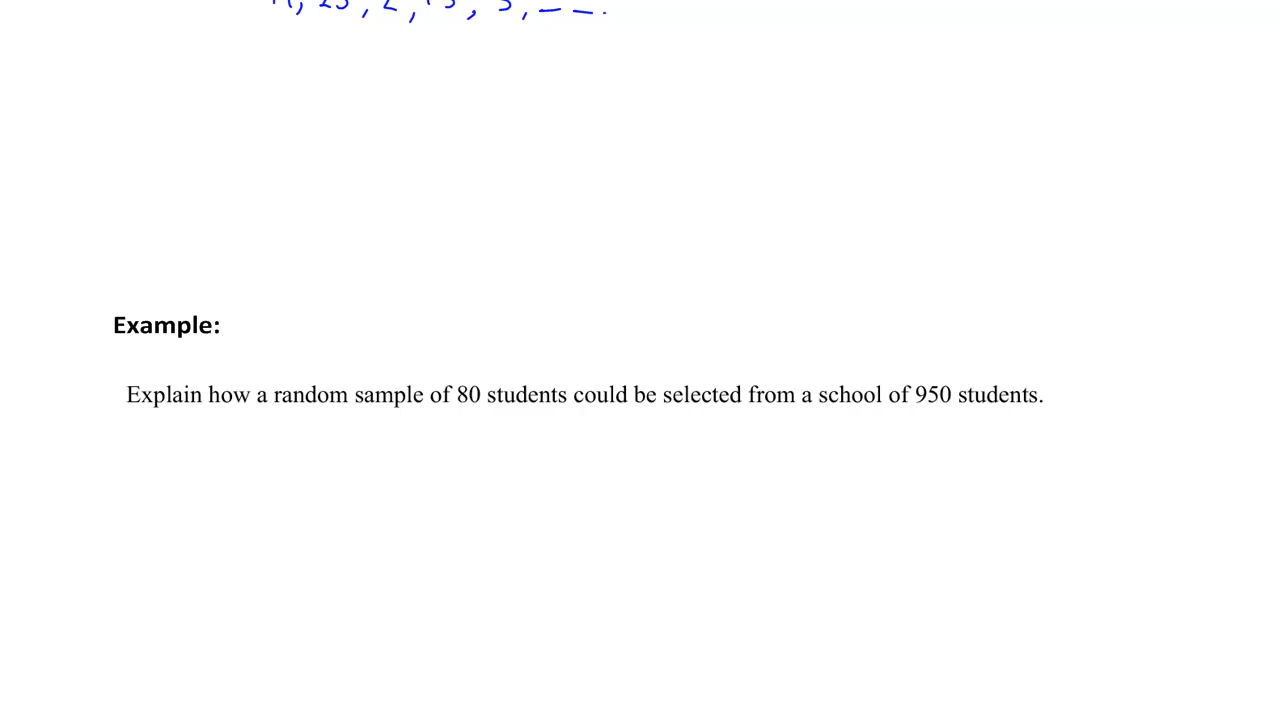 Example:
Explain how a random sample of 80 students could be selected from a school of 950 students.